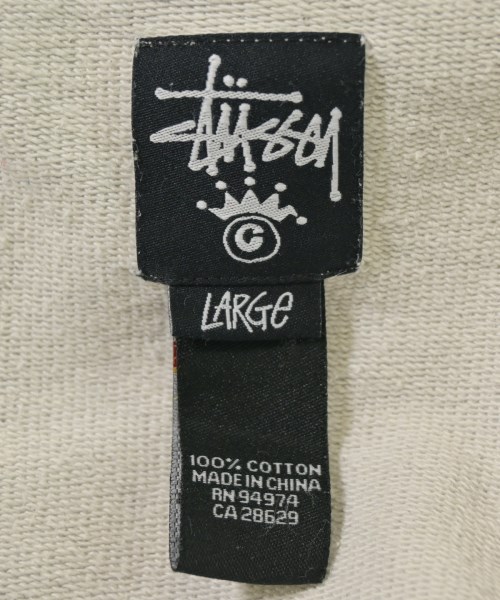 Stüssy
©
LARGE
100% COTTON
MADE IN CHINA
RN 94974
CA 28629